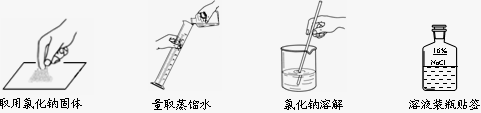 16%
NaCl
取用氯化钠固体
量取蒸馏水
氯化钠溶解
溶液装瓶贴签